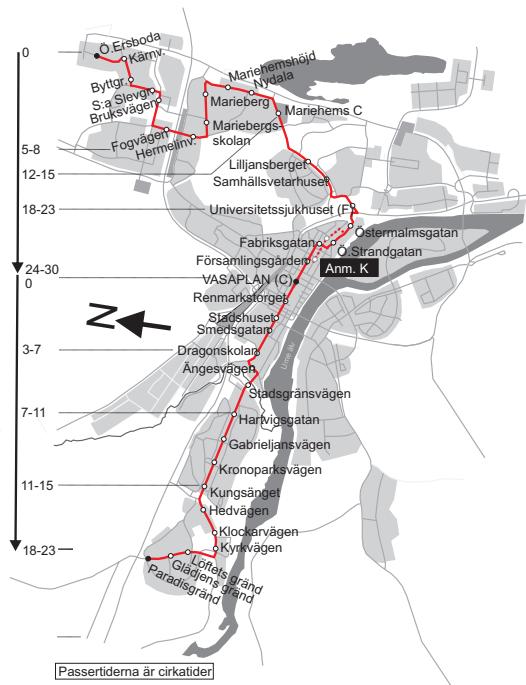 0
Ö.Ersboda
Kärnv.
Byttgr.
S:a Slevgr.
Bruksvägen
Fogvägen
Hermelinv.
5-8
Mariehemshöjd
Nydala
Marieberg
Mariebergs-
skolan
Mariehems C
12-15
Lilljansberget
Samhällsvetarhuset
18-23
Universitetssjukhuset (F)
Östermalmsgatan
Ö.Strandgatan
Fabriksgatan
Anm. K
Församlingsgården
24-30
0
VASAPLAN (C)
Renmarkstorget
N
Stadshuset
Smedsgatan
Ume älv
3-7
Dragonskolan
Ängesvägen
Stadsgränsvägen
7-11
Hartvigsgatan
Gabrieljansvägen
Kronoparksvägen
11-15
Kungsänget
Hedvägen
Klockarvägen
18-23
Kyrkvägen
Löftets gränd
Glädjens gränd
Paradisgränd
Passertiderna är cirkatider